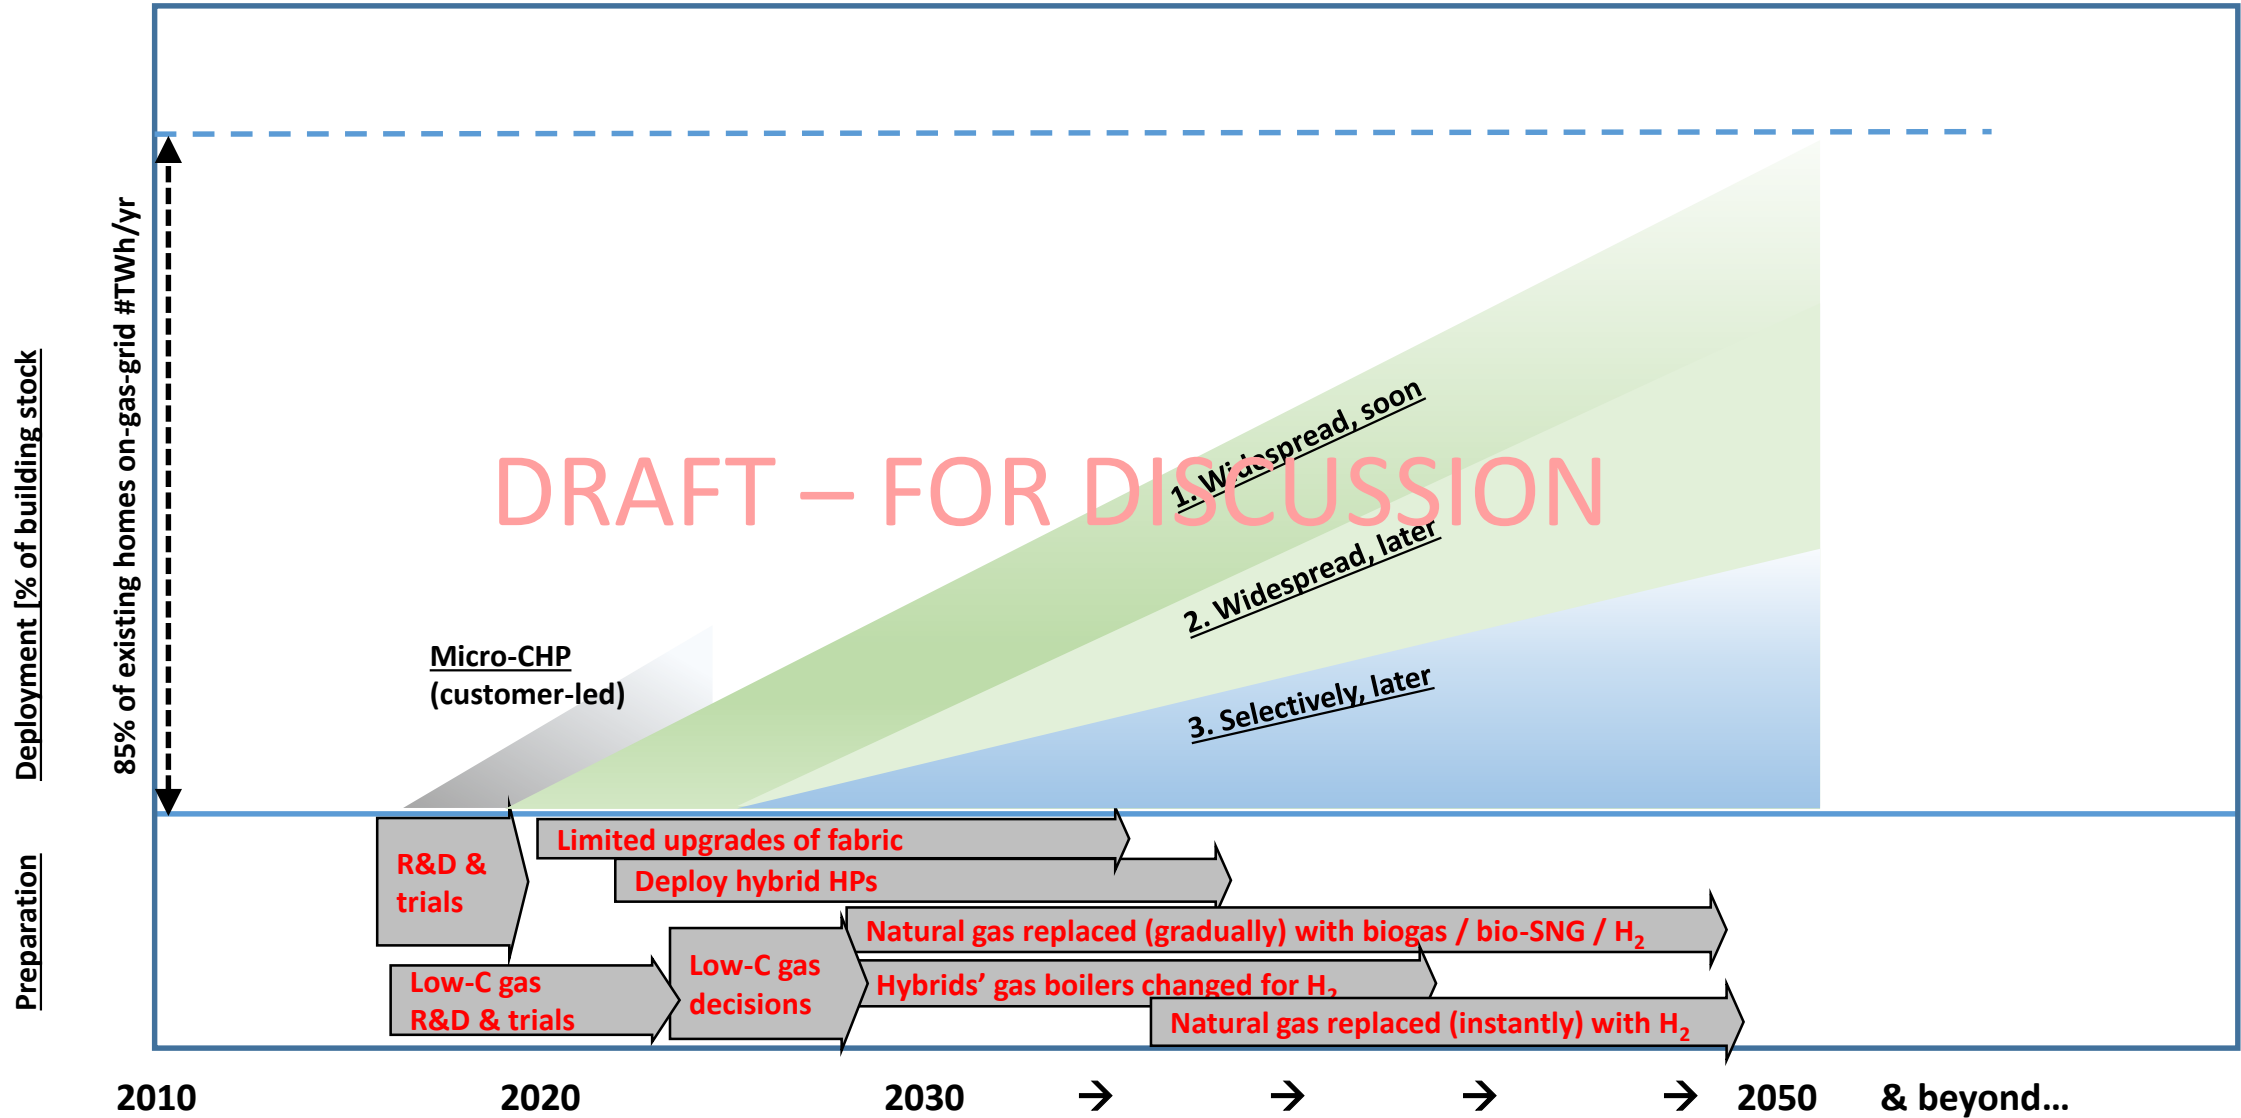 Deployment [% of building stock
85% of existing homes on-gas-grid #TWh/yr
1. Widespread, soon
DRAFT – FOR DISCUSSION
2. Widespread, later
Micro-CHP
(customer-led)
3. Selectively, later
Preparation
R&D &
trials
Limited upgrades of fabric
Deploy hybrid HPs
Natural gas replaced (gradually) with biogas / bio-SNG / H₂
Low-C gas
R&D & trials
Low-C gas
decisions
Hybrids’ gas boilers changed for H₂
Natural gas replaced (instantly) with H₂
2010 2020 2030 → → → → 2050 & beyond…